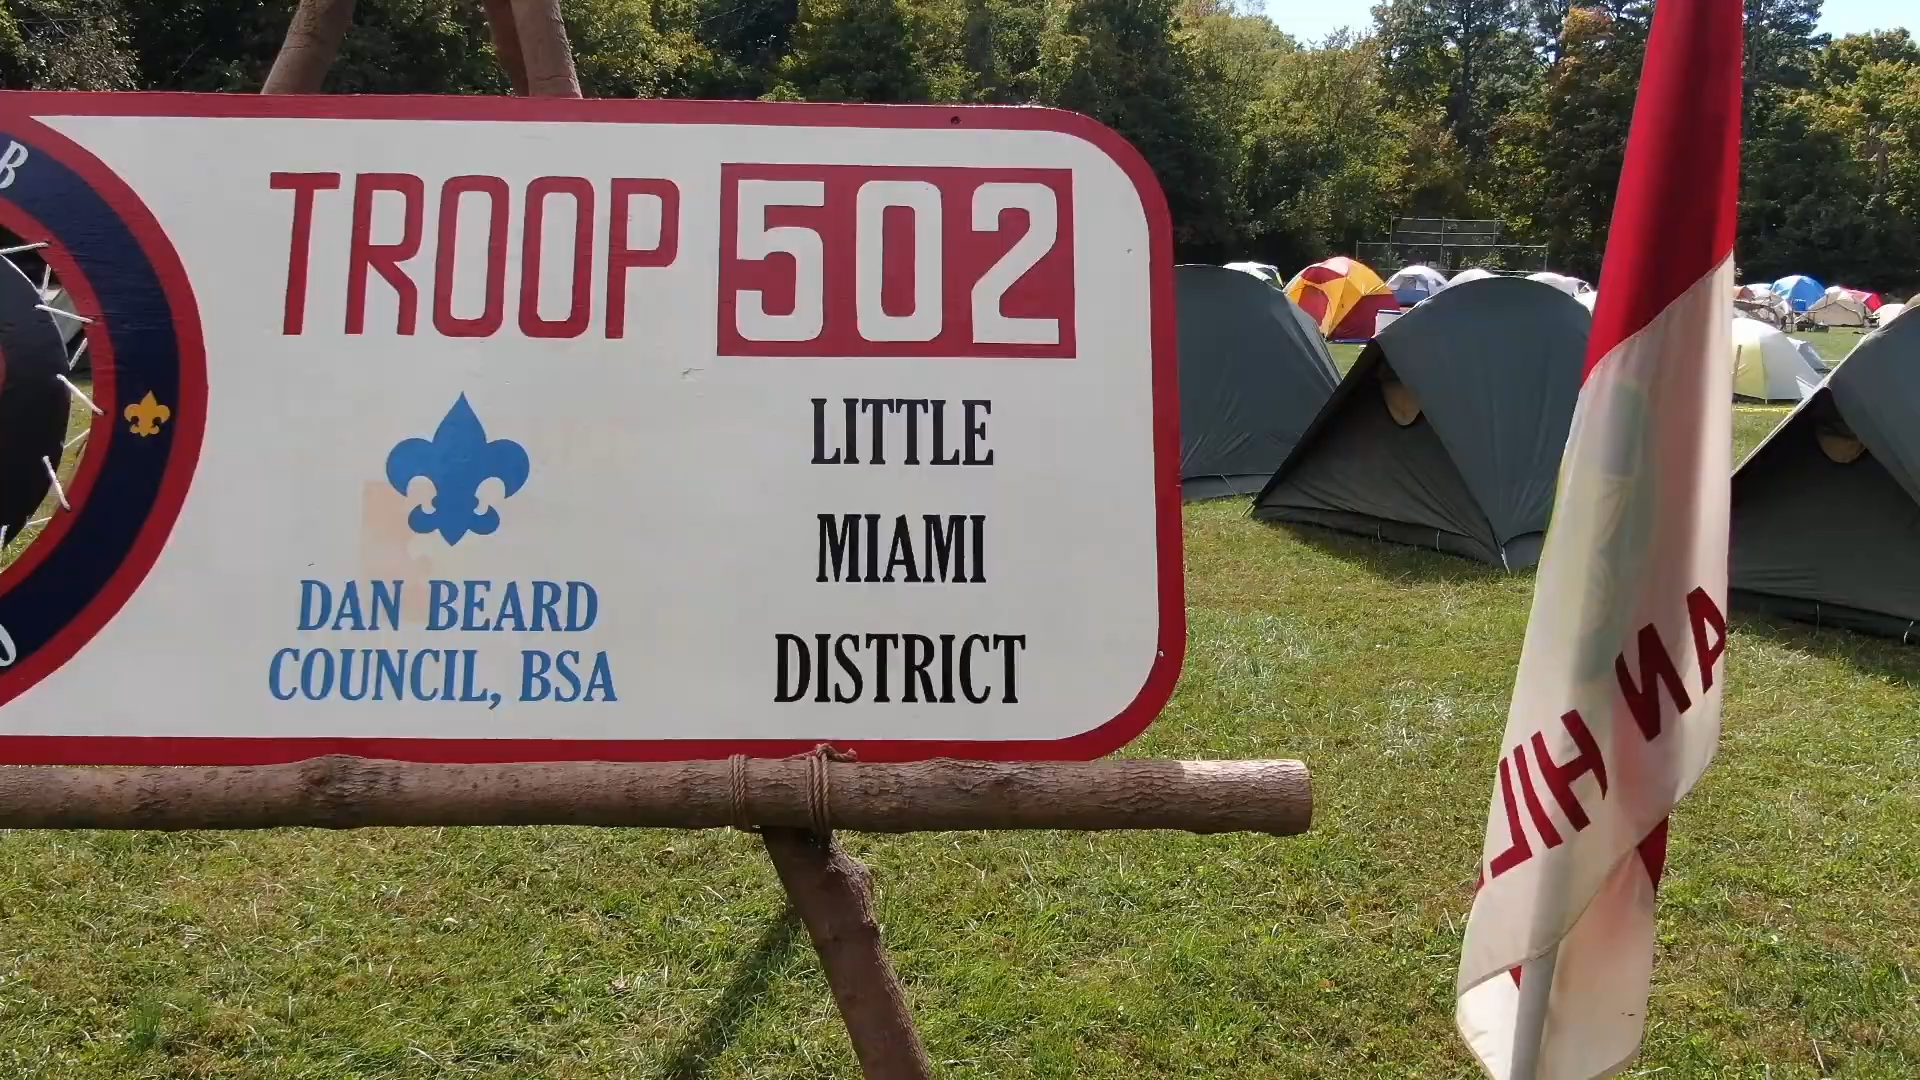 TROOP 502
DAN BEARD
COUNCIL, BSA
LITTLE
MIAMI
DISTRICT